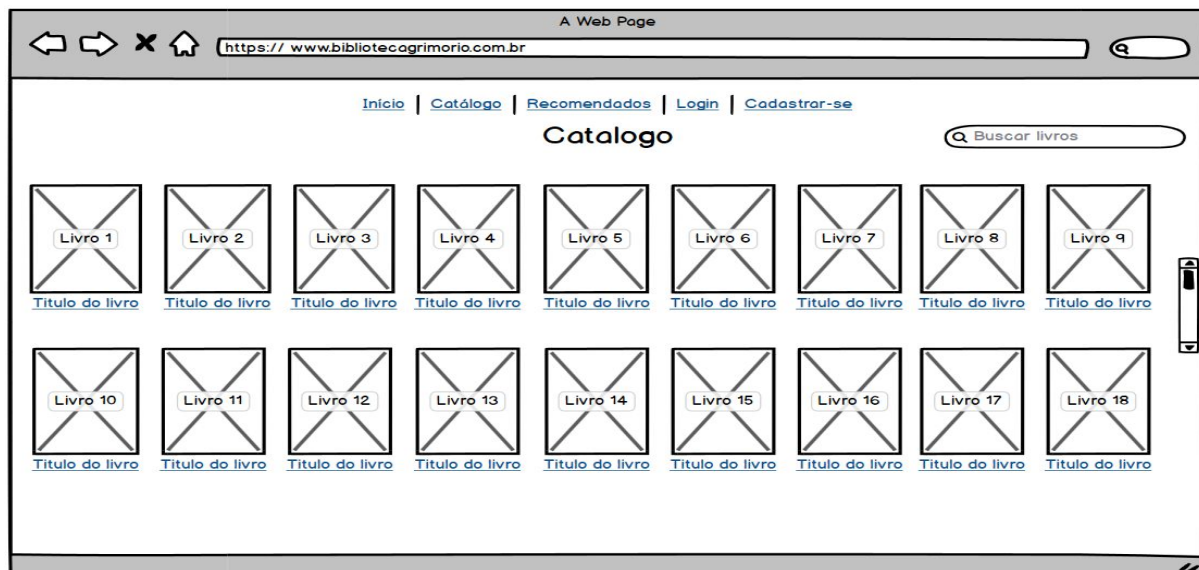 A Web Page
https:// www.bibliotecagrimorio.com.br
Início | Catálogo | Recomendados | Login | Cadastrar-se
Catalogo
Buscar livros
Livro 1 Livro 2 Livro 3 Livro 4 Livro 5 Livro 6 Livro 7 Livro 8 Livro 9
Titulo do livro Titulo do livro Titulo do livro Titulo do livro Titulo do livro Titulo do livro Titulo do livro Titulo do livro Titulo do livro
Livro 10 Livro 11 Livro 12 Livro 13 Livro 14 Livro 15 Livro 16 Livro 17 Livro 18
Titulo do livro Titulo do livro Titulo do livro Titulo do livro Titulo do livro Titulo do livro Titulo do livro Titulo do livro Titulo do livro